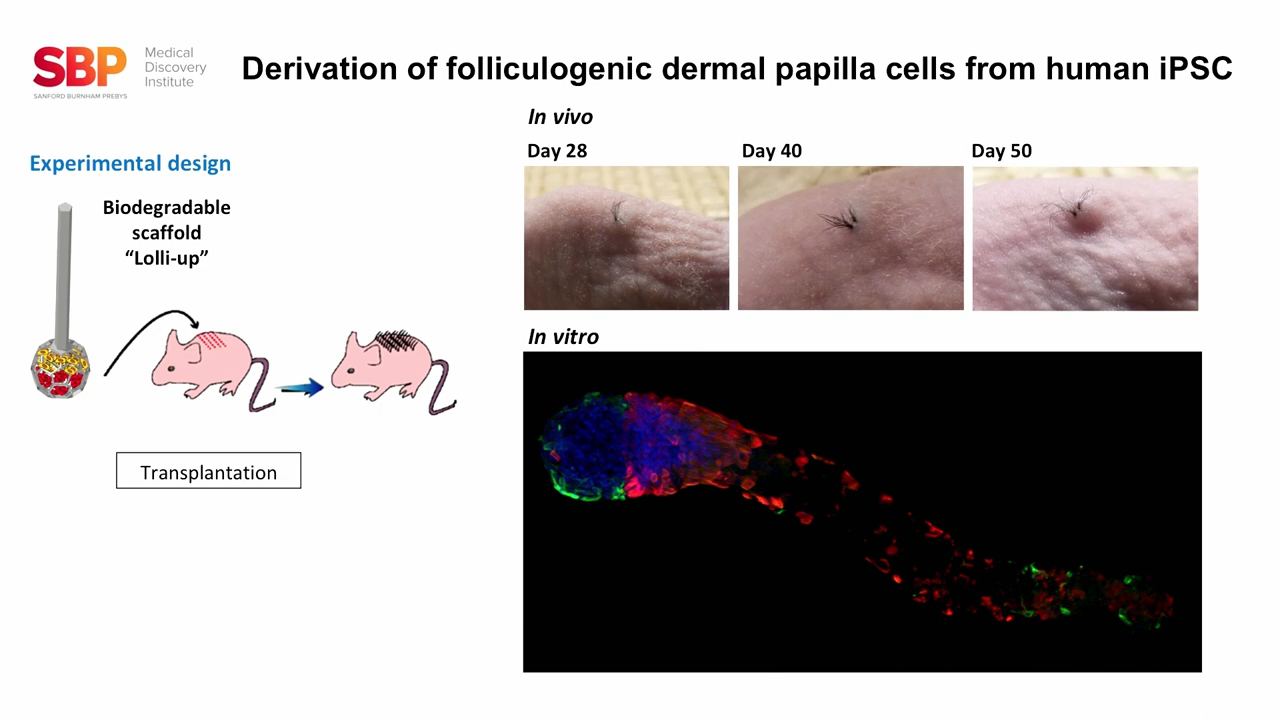 SBP
SANFORD BURNHAM PREBYS
Medical
Discovery
Institute
Derivation of folliculogenic dermal papilla cells from human iPSC
Experimental design
Biodegradable
scaffold
“Lolli-up”
Transplantation
In vivo
Day 28
Day 40
Day 50
In vitro